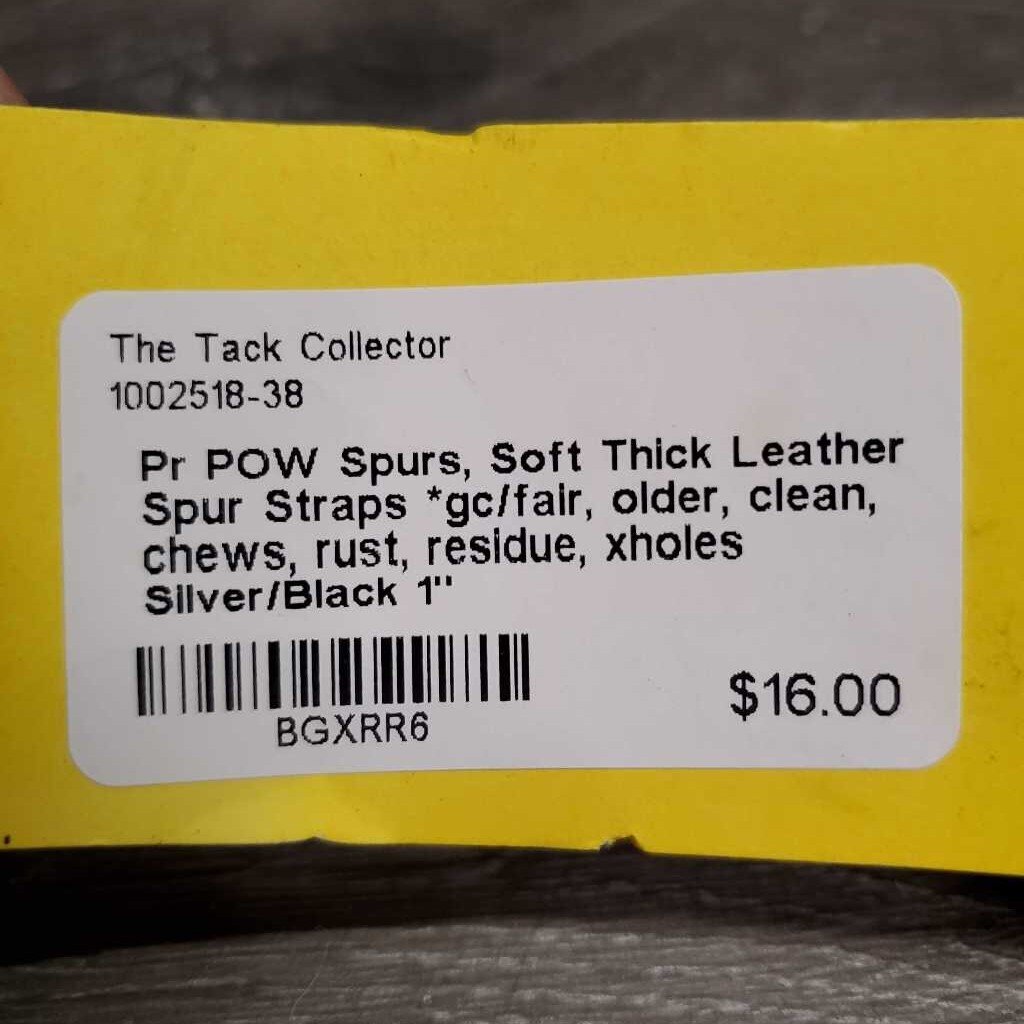 The Tack Collector
1002518-38
Pr POW Spurs, Soft Thick Leather
Spur Straps *gc/fair, older, clean,
chews, rust, residue, xholes
Silver/Black 1"
BGXRR6
$16.00